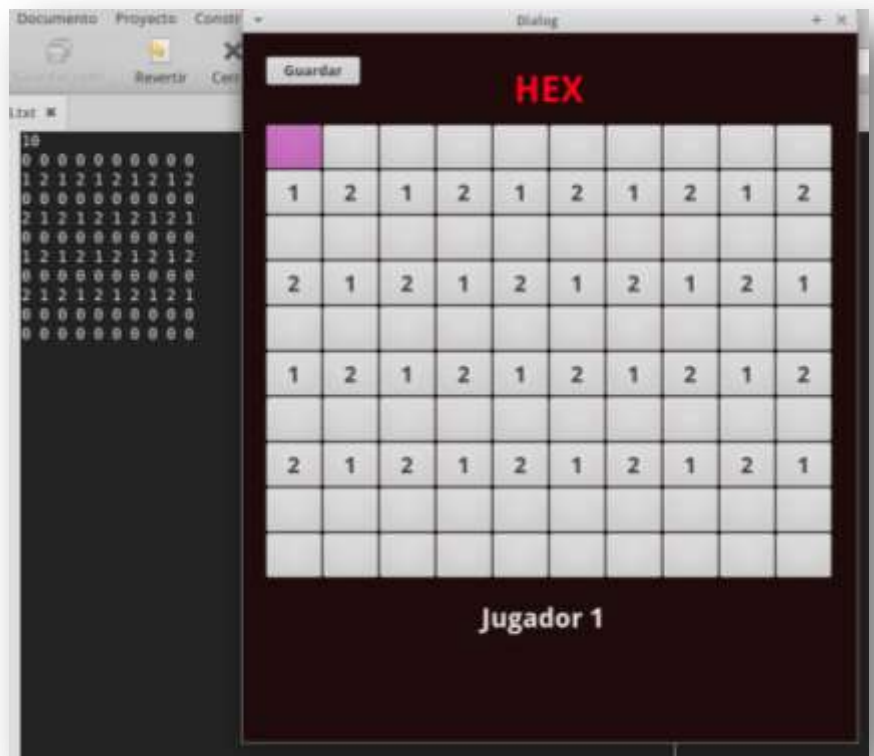 Documento Proyecto Constr
Revertir Cerr
1.txt
10
0 0 0 0 0 0 0 0 0 0
1 2 1 2 1 2 1 2 1 2
0 0 0 0 0 0 0 0 0 0
2 1 2 1 2 1 2 1 2 1
0 0 0 0 0 0 0 0 0 0
1 2 1 2 1 2 1 2 1 2
0 0 0 0 0 0 0 0 0 0
2 1 2 1 2 1 2 1 2 1
0 0 0 0 0 0 0 0 0 0
0 0 0 0 0 0 0 0 0 0
Dialog
Guardar
HEX
1 2 1 2 1 2 1 2 1 2
2 1 2 1 2 1 2 1 2 1
1 2 1 2 1 2 1 2 1 2
2 1 2 1 2 1 2 1 2 1
Jugador 1